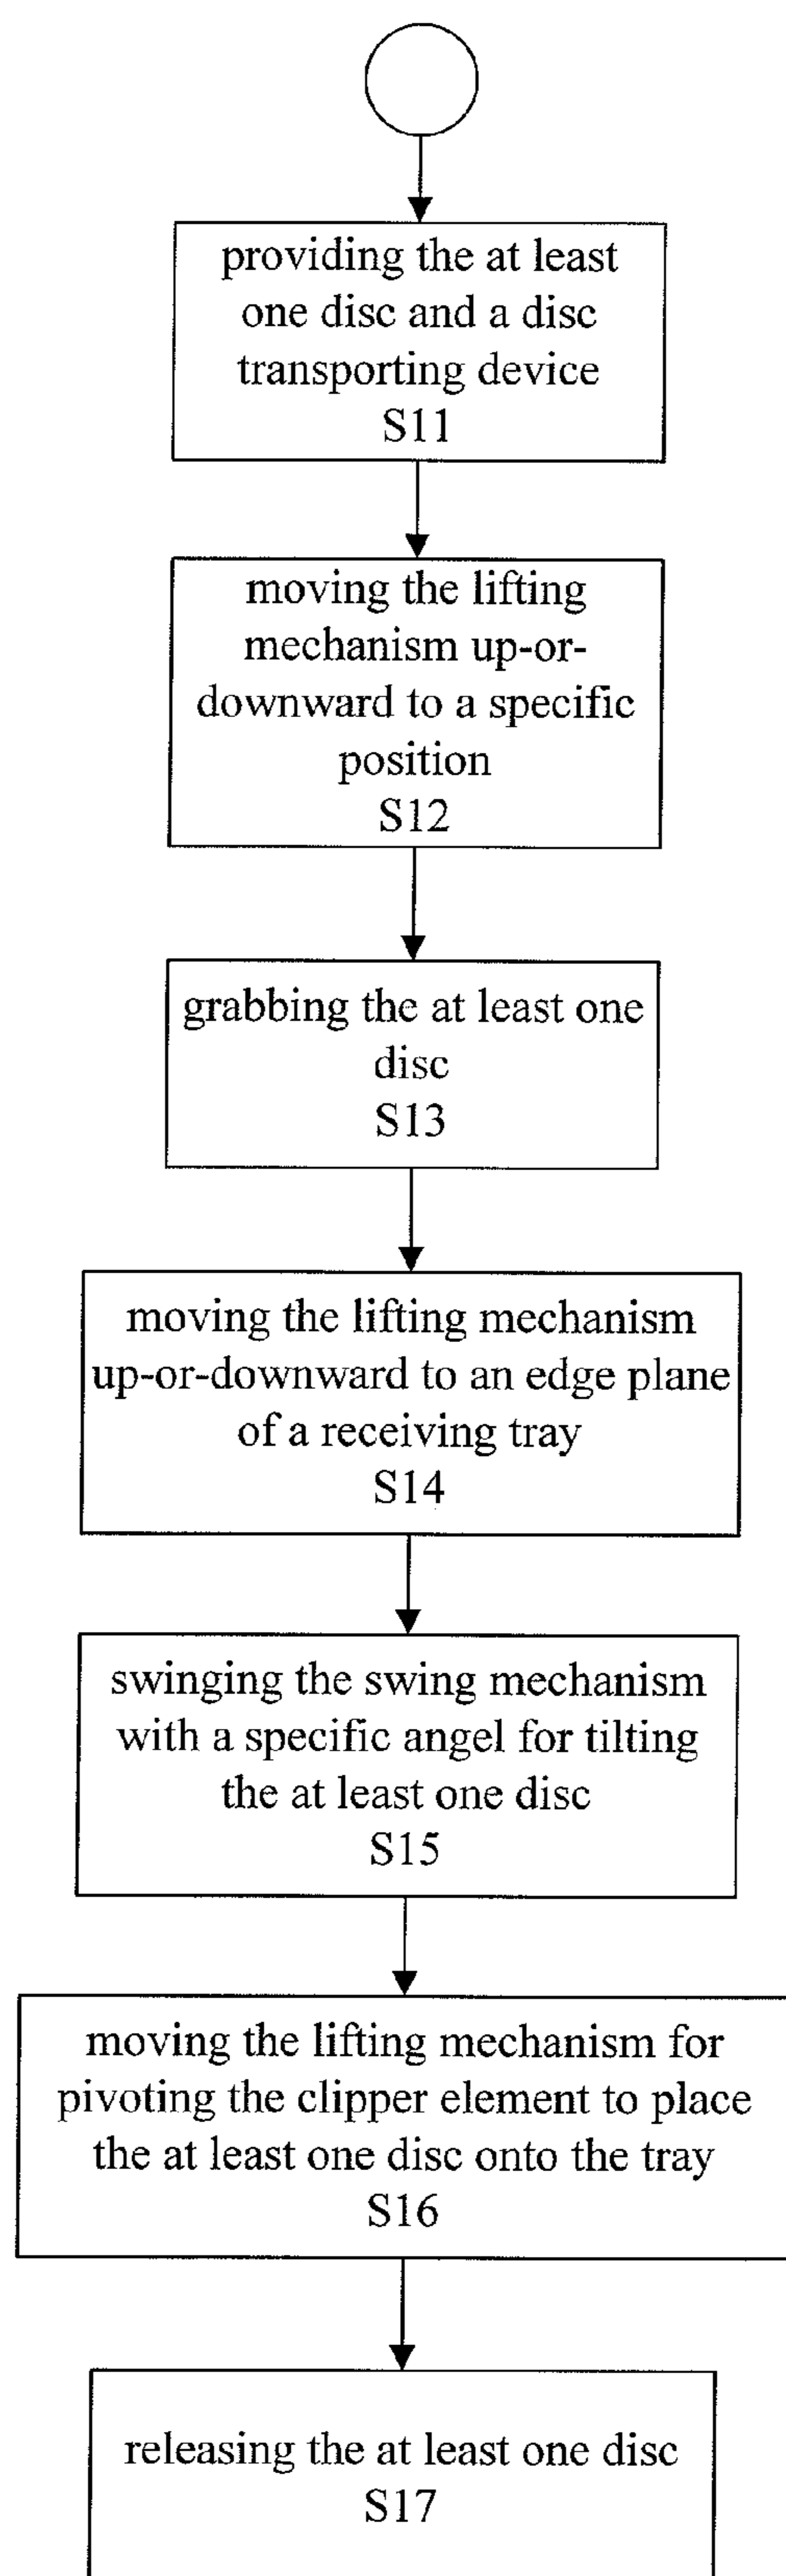 providing the at least
one disc and a disc
transporting device
S11
moving the lifting
mechanism up-or-
downward to a specific
position
S12
grabbing the at least one
disc
S13
moving the lifting mechanism
up-or-downward to an edge plane
of a receiving tray
S14
swinging the swing mechanism
with a specific angel for tilting
the at least one disc
S15
moving the lifting mechanism for
pivoting the clipper element to place
the at least one disc onto the tray
S16
releasing the at least one disc
S17